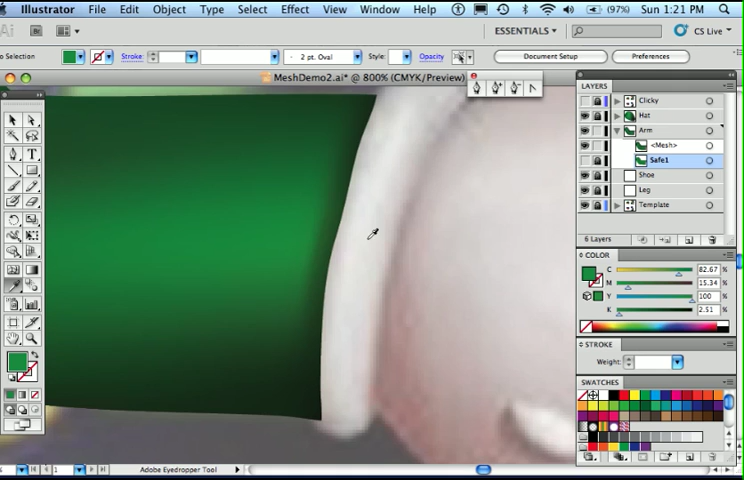 Illustrator File Edit Object Type Select Effect View Window Help (97%) Sun 1:21 PM
Ai Br ESSENTIALS CS Live
Selection Stroke: 2 pt. Oval Style: Opacity Document Setup Preferences
MeshDemo2.ai* @ 800% (CMYK/Preview)
LAYERS
Clicky
Hat
Arm
<Mesh>
Safe1
Shoe
Leg
Template
6 Layers
COLOR
C 82.67 %
M 15.34 %
Y 100 %
K 2.51 %
STROKE
Weight:
SWATCHES
T
% 1 Adobe Eyedropper Tool